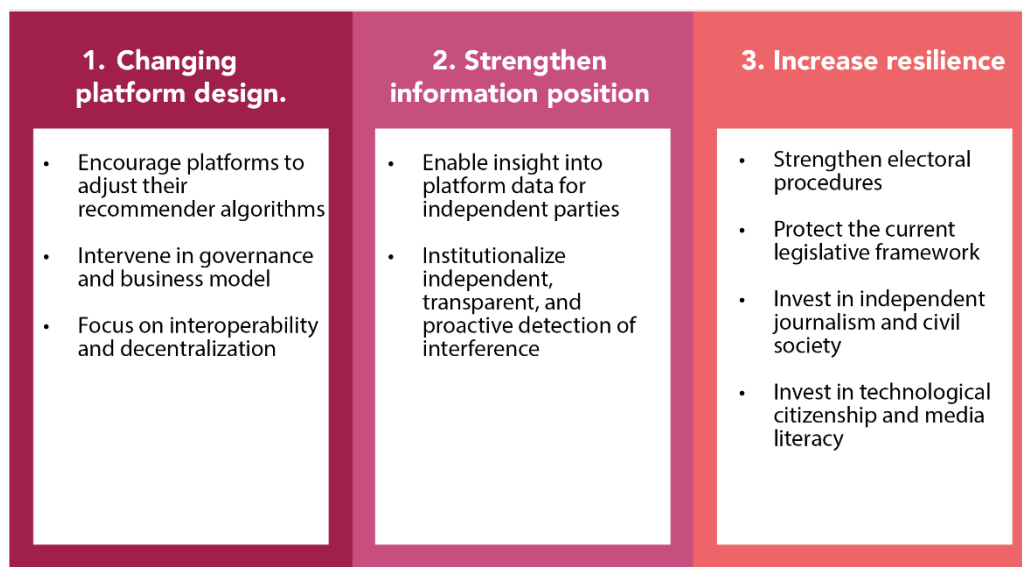 1. Changing
platform design.
• Encourage platforms to
adjust their
recommender algorithms
• Intervene in governance
and business model
• Focus on interoperability
and decentralization
2. Strengthen
information position
• Enable insight into
platform data for
independent parties
• Institutionalize
independent,
transparent, and
proactive detection of
interference
3. Increase resilience
• Strengthen electoral
procedures
• Protect the current
legislative framework
• Invest in independent
journalism and civil
society
• Invest in technological
citizenship and media
literacy